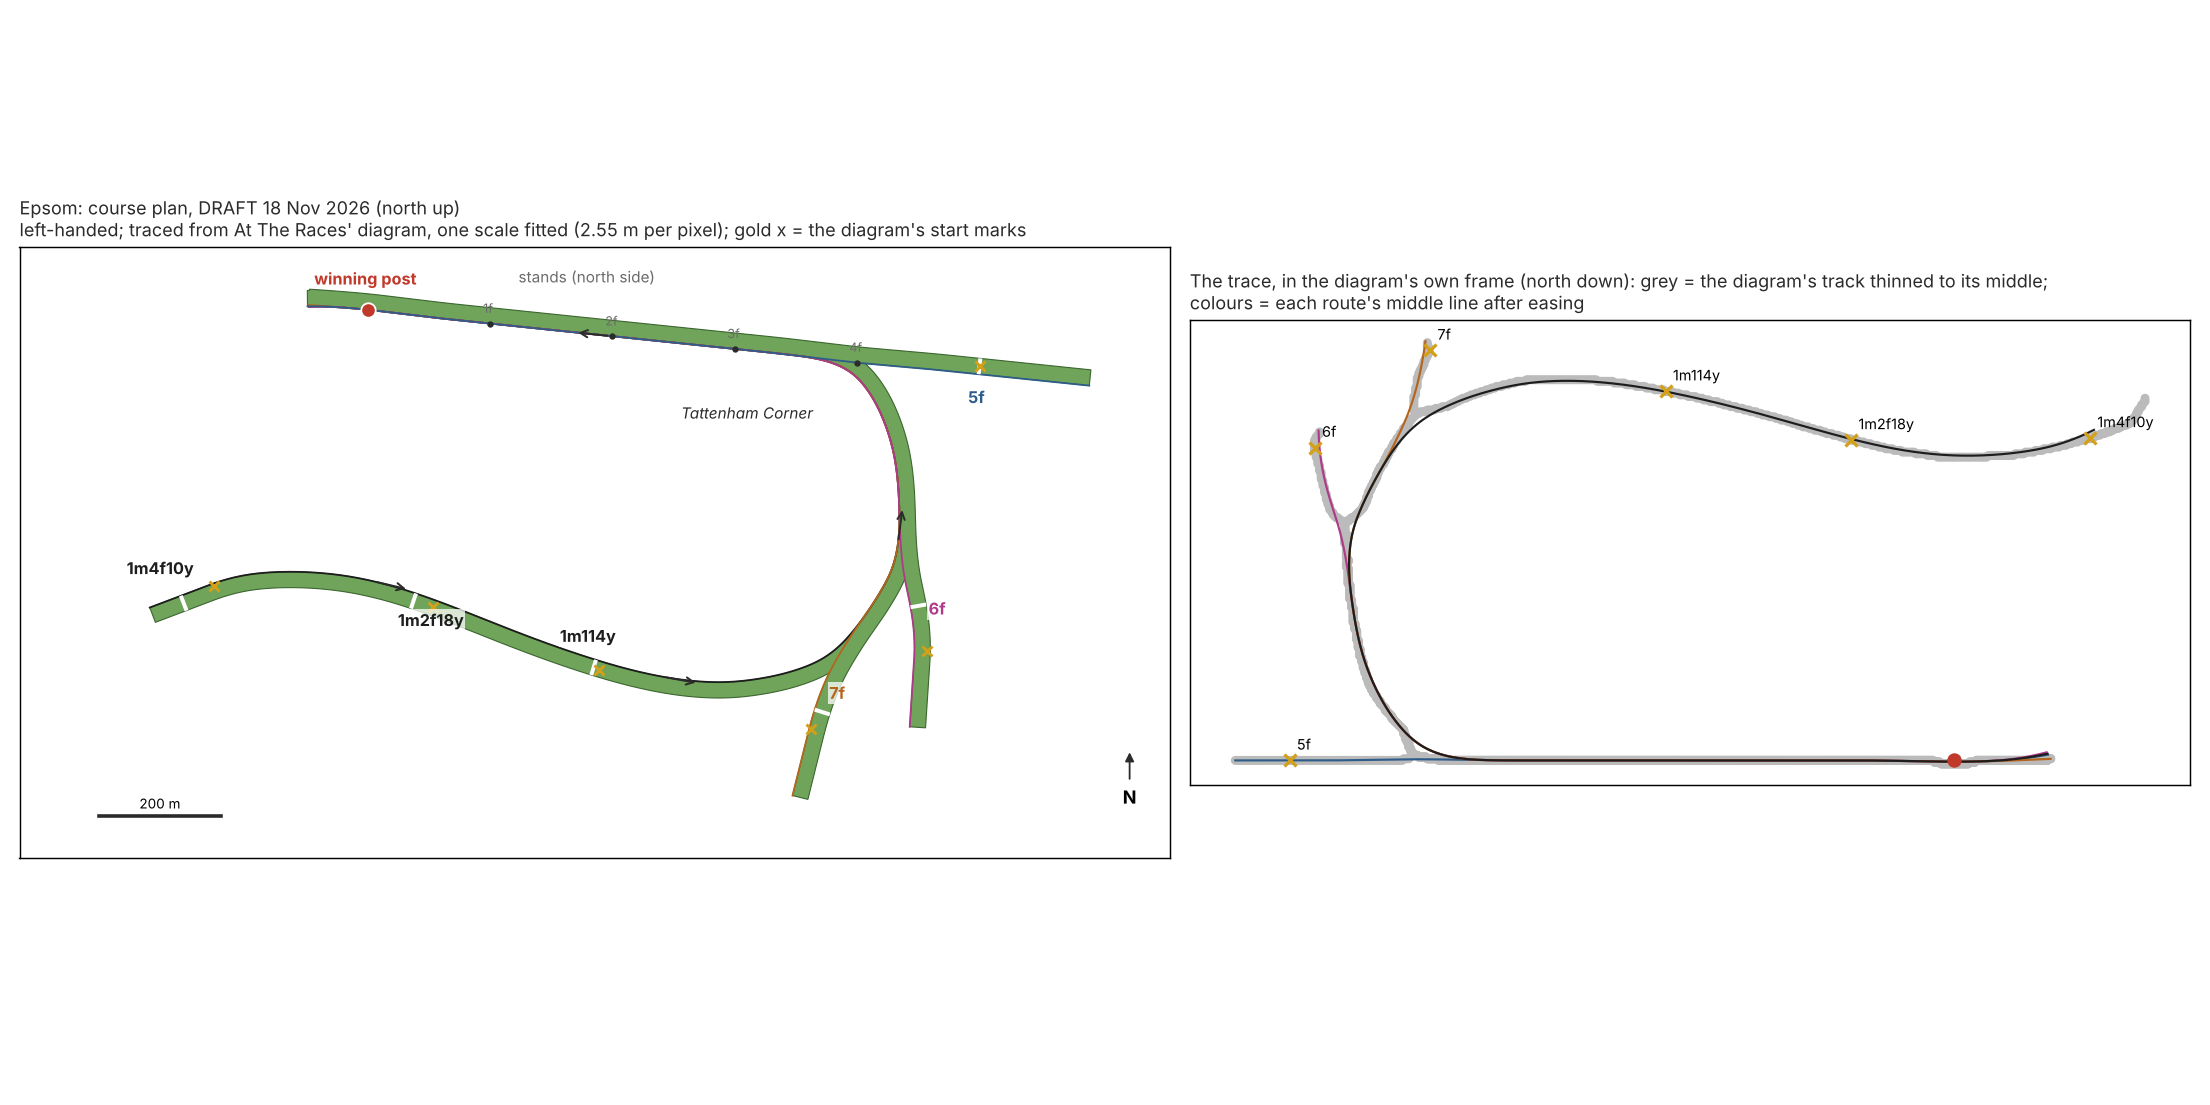 Epsom: course plan, DRAFT 18 Nov 2026 (north up)
left-handed; traced from At The Races' diagram, one scale fitted (2.55 m per pixel); gold x = the diagram's start marks
winning post
stands (north side)
1f
2f
3f
4f
5f
Tattenham Corner
1m4f10y
1m2f18y
1m114y
6f
7f
200 m
N
The trace, in the diagram's own frame (north down): grey = the diagram's track thinned to its middle;
colours = each route's middle line after easing
7f
1m114y
6f
1m2f18y
1m4f10y
5f